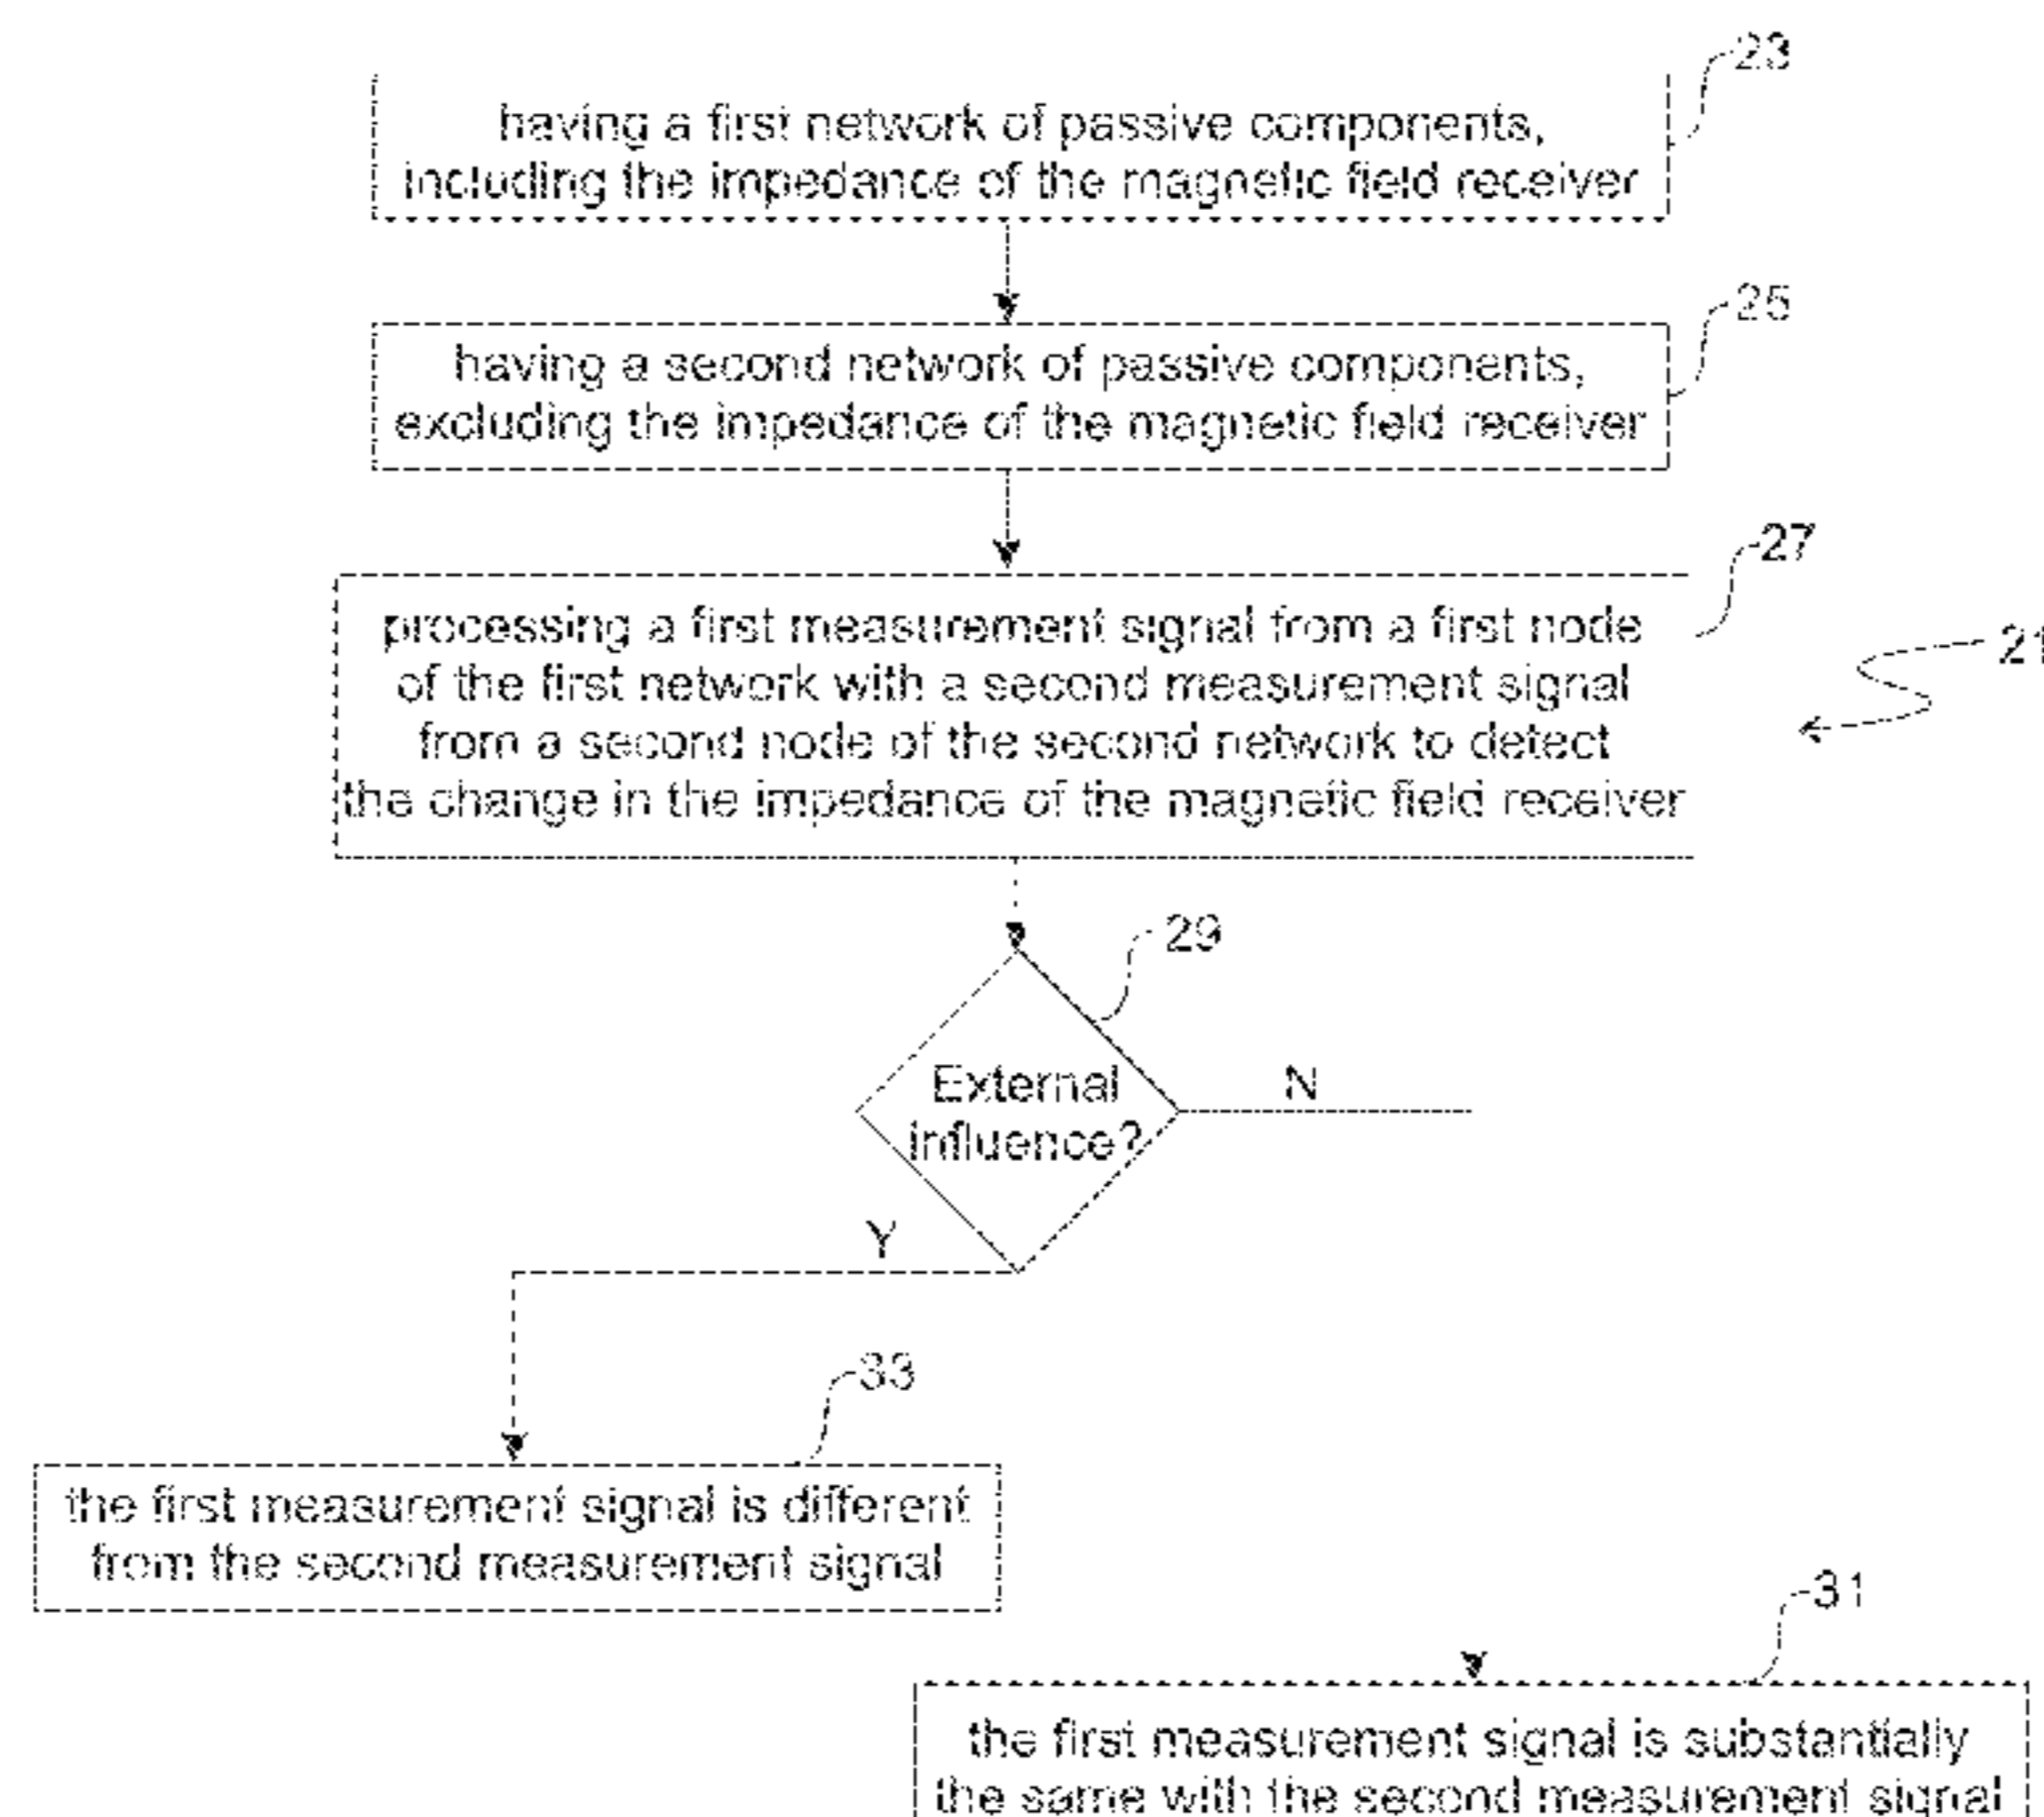 23
having a first network of passive components,
including the impedance of the magnetic field receiver
25
having a second network of passive components,
excluding the impedance of the magnetic field receiver
27
processing a first measurement signal from a first node
of the first network with a second measurement signal
from a second node of the second network to detect
the change in the impedance of the magnetic field receiver
21
29
External
influence?
N
Y
33
the first measurement signal is different
from the second measurement signal
31
the first measurement signal is substantially
the same with the second measurement signal